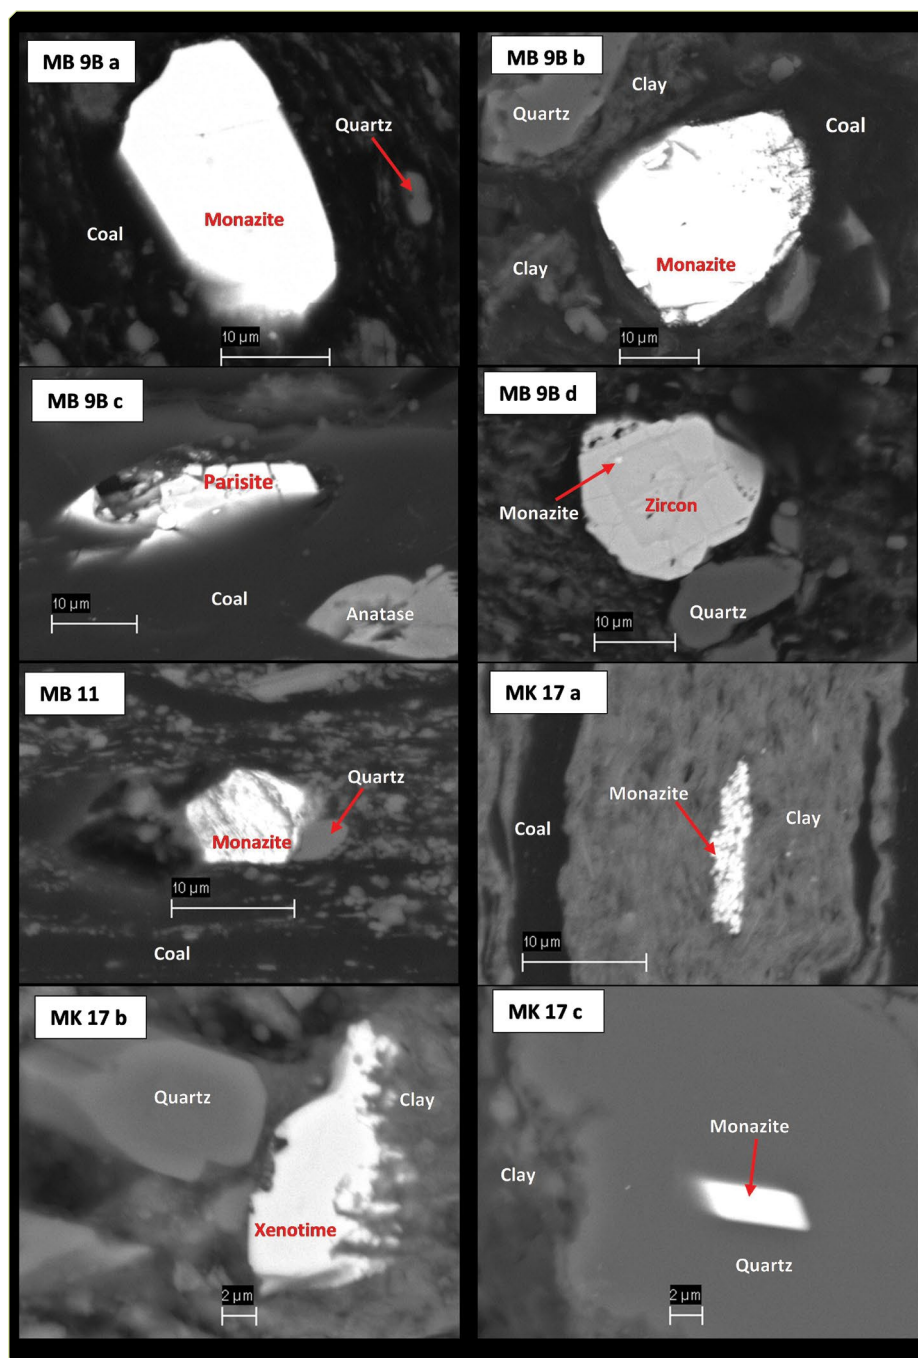 MB 9B a
Quartz
Monazite
Coal
10 µm
MB 9B b
Clay
Quartz
Coal
Clay
Monazite
10 µm
MB 9B c
Parisite
10 µm
Coal
Anatase
MB 9B d
Monazite
Zircon
10 µm
Quartz
MB 11
Quartz
Monazite
10 µm
Coal
MK 17 a
Monazite
Coal
Clay
10 µm
MK 17 b
Quartz
Clay
Xenotime
2 µm
MK 17 c
Monazite
Clay
Quartz
2 µm